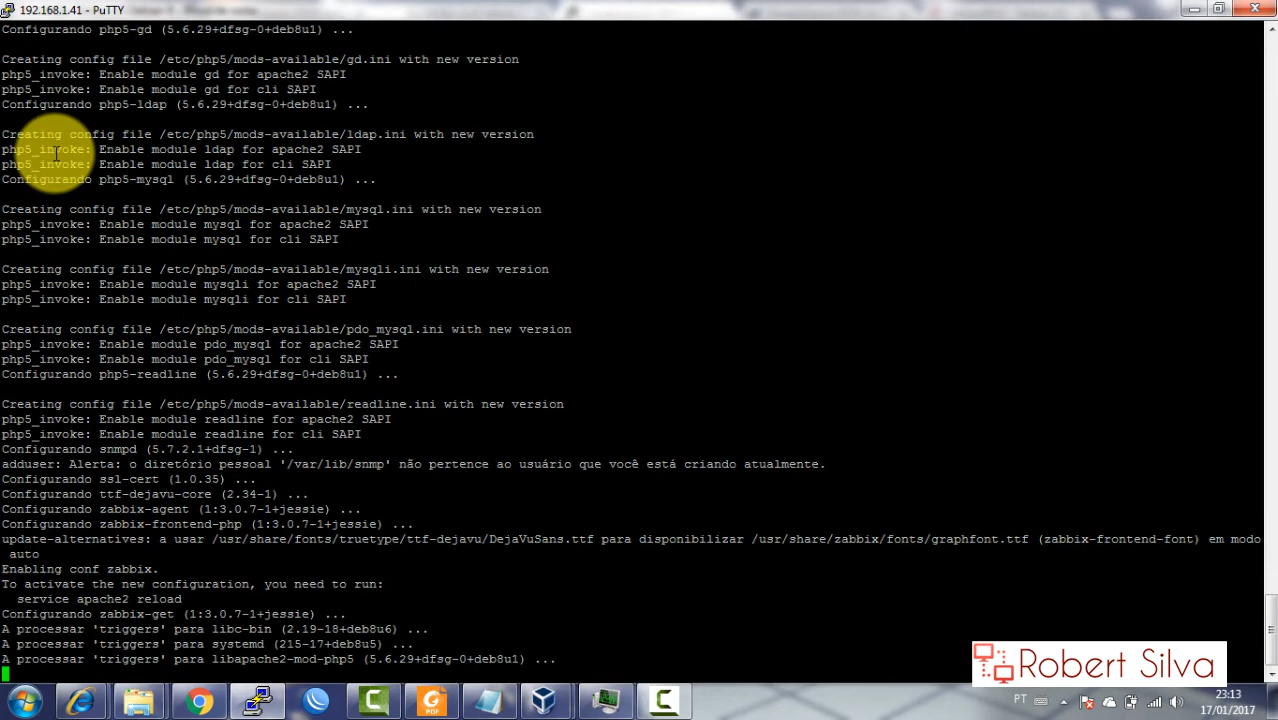 192.168.1.41 - PuTTY
Configurando php5-gd (5.6.29+dfsg-0+deb8u1) ...
Creating config file /etc/php5/mods-available/gd.ini with new version
php5_invoke: Enable module gd for apache2 SAPI
php5_invoke: Enable module gd for cli SAPI
Configurando php5-ldap (5.6.29+dfsg-0+deb8u1) ...
Creating config file /etc/php5/mods-available/ldap.ini with new version
php5_invoke: Enable module ldap for apache2 SAPI
php5_invoke: Enable module ldap for cli SAPI
Configurando php5-mysql (5.6.29+dfsg-0+deb8u1) ...
Creating config file /etc/php5/mods-available/mysql.ini with new version
php5_invoke: Enable module mysql for apache2 SAPI
php5_invoke: Enable module mysql for cli SAPI
Creating config file /etc/php5/mods-available/mysqli.ini with new version
php5_invoke: Enable module mysqli for apache2 SAPI
php5_invoke: Enable module mysqli for cli SAPI
Creating config file /etc/php5/mods-available/pdo_mysql.ini with new version
php5_invoke: Enable module pdo_mysql for apache2 SAPI
php5_invoke: Enable module pdo_mysql for cli SAPI
Configurando php5-readline (5.6.29+dfsg-0+deb8u1) ...
Creating config file /etc/php5/mods-available/readline.ini with new version
php5_invoke: Enable module readline for apache2 SAPI
php5_invoke: Enable module readline for cli SAPI
Configurando snmpd (5.7.2.1+dfsg-1) ...
adduser: Alerta: o diretório pessoal '/var/lib/snmp' não pertence ao usuário que você está criando atualmente.
Configurando ssl-cert (1.0.35) ...
Configurando ttf-dejavu-core (2.34-1) ...
Configurando zabbix-agent (1:3.0.7-1+jessie) ...
Configurando zabbix-frontend-php (1:3.0.7-1+jessie) ...
update-alternatives: a usar /usr/share/fonts/truetype/ttf-dejavu/DejaVuSans.ttf para disponibilizar /usr/share/zabbix/fonts/graphfont.ttf (zabbix-frontend-font) em modo
auto
Enabling conf zabbix.
To activate the new configuration, you need to run:
service apache2 reload
Configurando zabbix-get (1:3.0.7-1+jessie) ...
A processar 'triggers' para libc-bin (2.19-18+deb8u6) ...
A processar 'triggers' para systemd (215-17+deb8u5) ...
A processar 'triggers' para libapache2-mod-php5 (5.6.29+dfsg-0+deb8u1) ...
Robert Silva
PDF
PT
23:13
17/01/2017